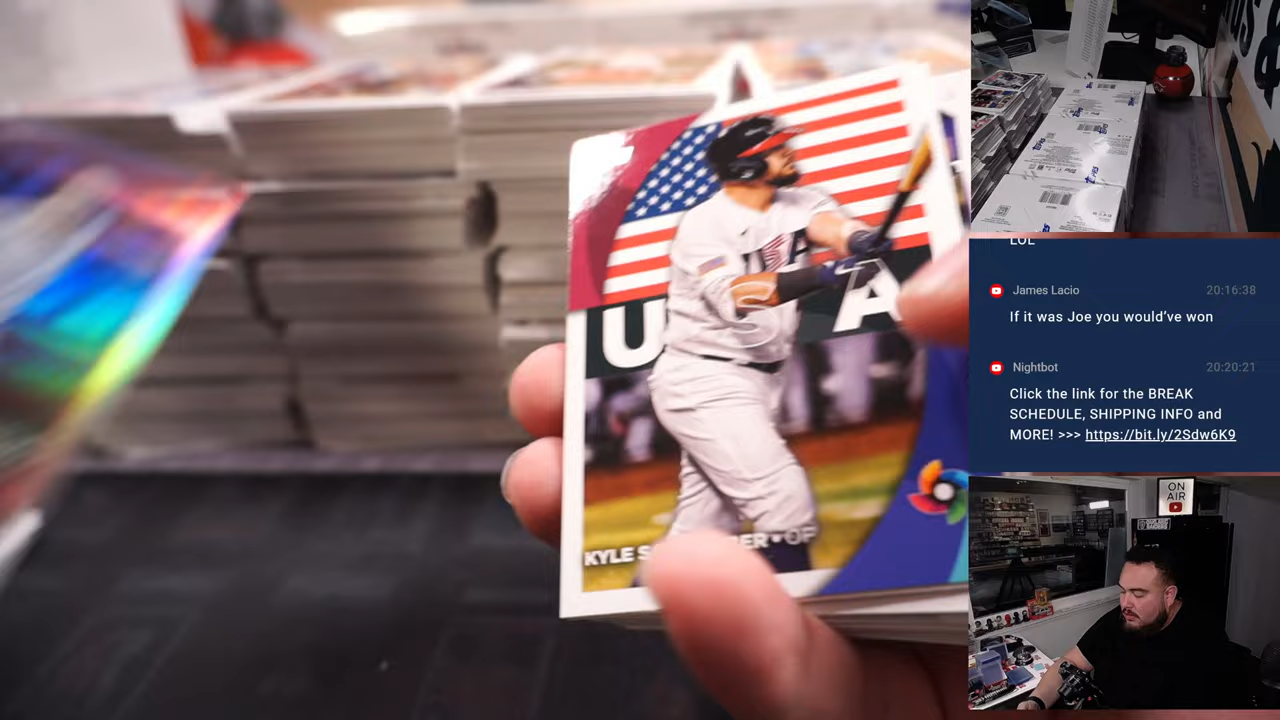 USA
KYLE
OF
LOL
James Lacio 20:16:38
If it was Joe you would've won
Nightbot 20:20:21
Click the link for the BREAK
SCHEDULE, SHIPPING INFO and
MORE! >>> https://bit.ly/2Sdw6K9
ON
AIR